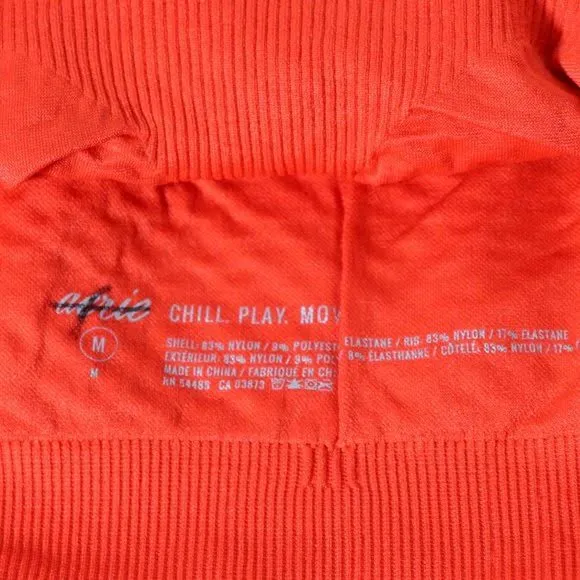 aerie CHILL. PLAY. MOV
M
M
SHELL: 83% NYLON / 9% POLYEST ELASTANE / RIB: 83% NYLON / 17% ELASTANE
EXTÉRIEUR: 83% NYLON / 9% POL 8% ÉLASTHANNE / CÔTELÉ: 83% NYLON / 17%
MADE IN CHINA / FABRIQUÉ EN CH
RN 54485 CA 03873